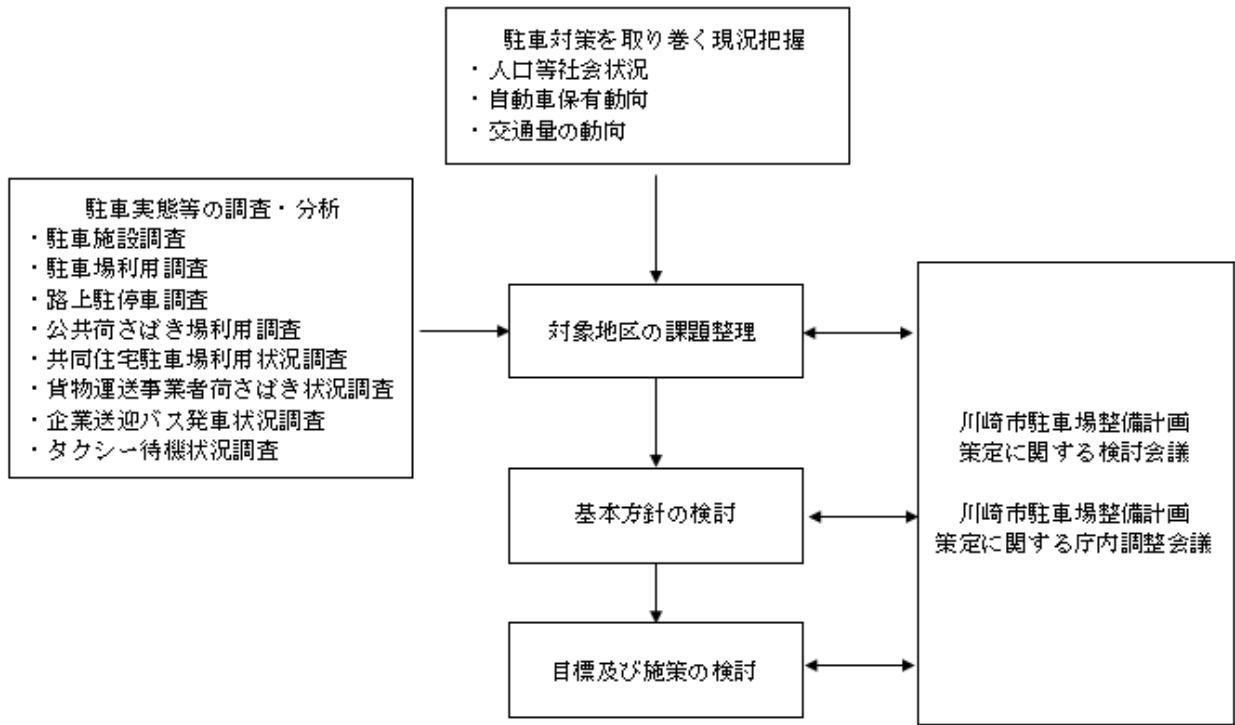 駐車対策を取り巻く現況把握
・人口等社会状況
・自動車保有動向
・交通量の動向
駐車実態等の調査・分析
・駐車施設調査
・駐車場利用調査
・路上駐停車調査
・公共荷さばき場利用調査
・共同住宅駐車場利用状況調査
・貨物運送事業者荷さばき状況調査
・企業送迎バス発車状況調査
・タクシー待機状況調査
対象地区の課題整理
基本方針の検討
目標及び施策の検討
川崎市駐車場整備計画
策定に関する検討会議
川崎市駐車場整備計画
策定に関する庁内調整会議